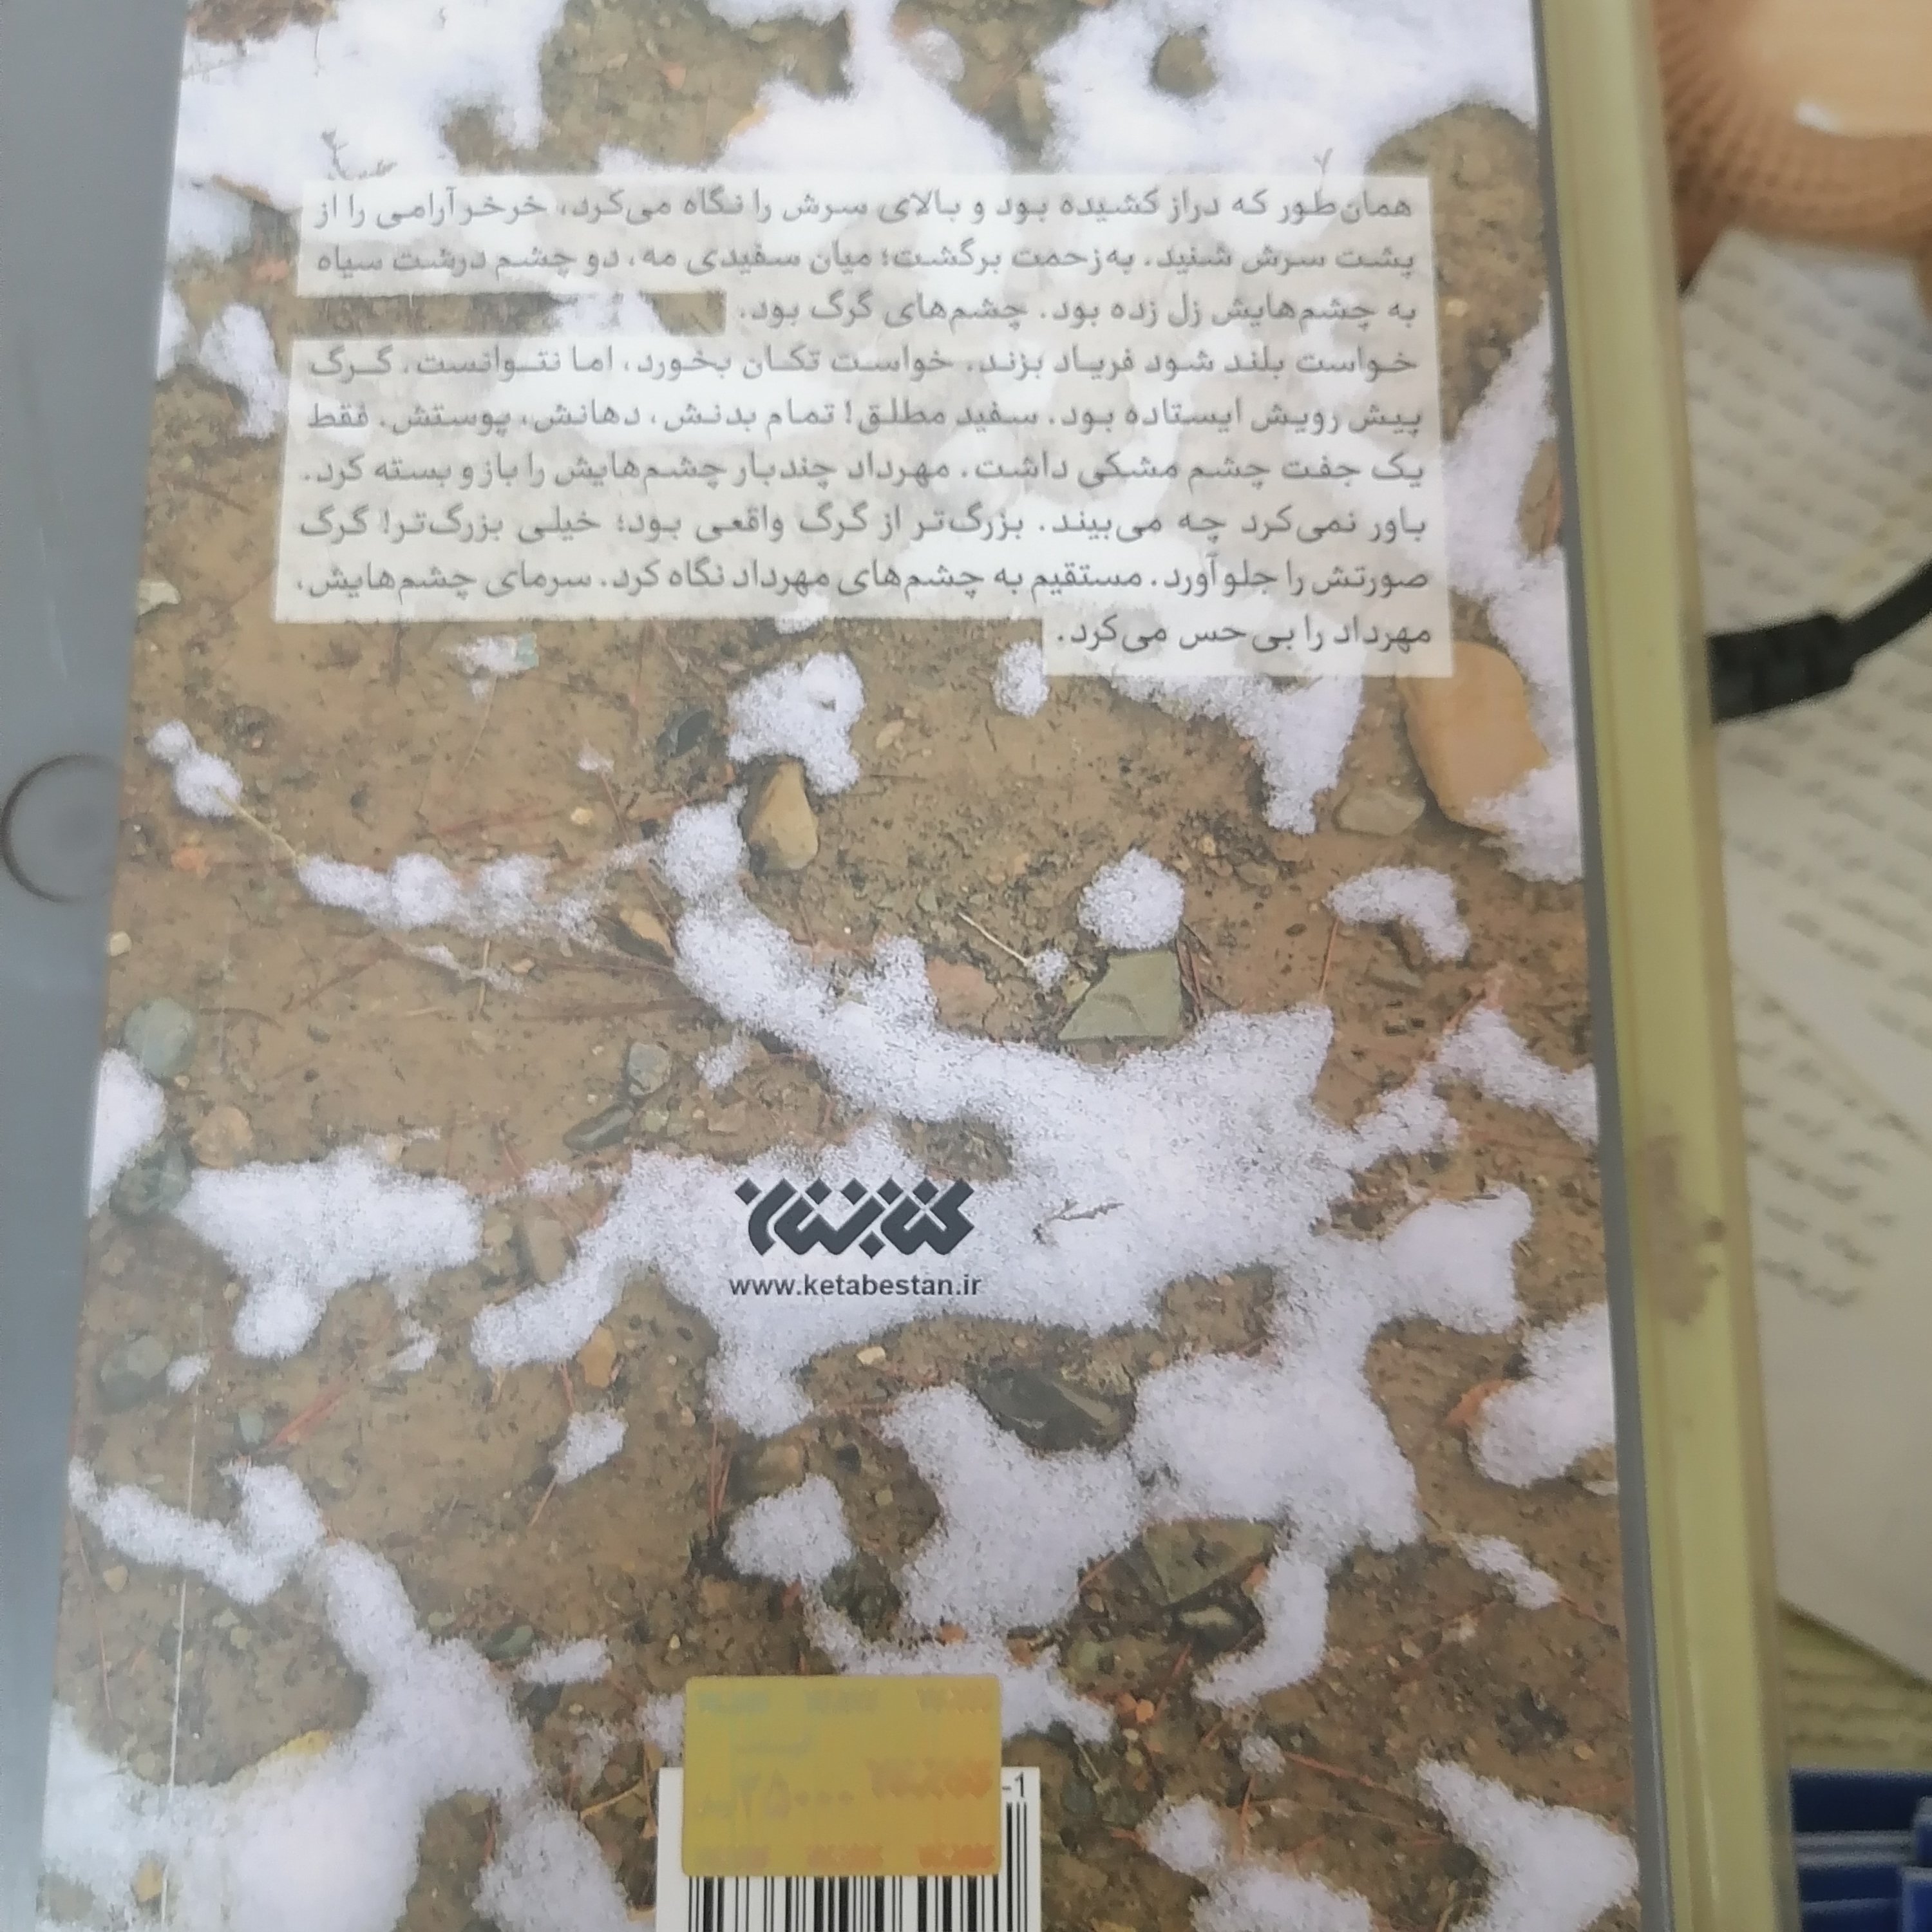 همان‌طور که دراز کشیده بود و بالای سرش را نگاه می‌کرد، خرخر آرامی را از
پشت سرش شنید. به‌زحمت برگشت؛ میان سفیدی مه، دو چشم درشت سیاه
به چشم‌هایش زل زده بود. چشم‌های گرگ بود.
خواست بلند شود فریاد بزند. خواست تکان بخورد، اما نتوانست. گرگ
پیش رویش ایستاده بود. سفید مطلق! تمام بدنش، دهانش، پوستش. فقط
یک جفت چشم مشکی داشت. مهرداد چندبار چشم‌هایش را باز و بسته کرد.
باور نمی‌کرد چه می‌بیند. بزرگ‌تر از گرگ واقعی بود؛ خیلی بزرگ‌تر! گرگ
صورتش را جلو آورد. مستقیم به چشم‌های مهرداد نگاه کرد. سرمای چشم‌هایش،
مهرداد را بی‌حس می‌کرد.
کتابستان
www.ketabestan.ir
-1